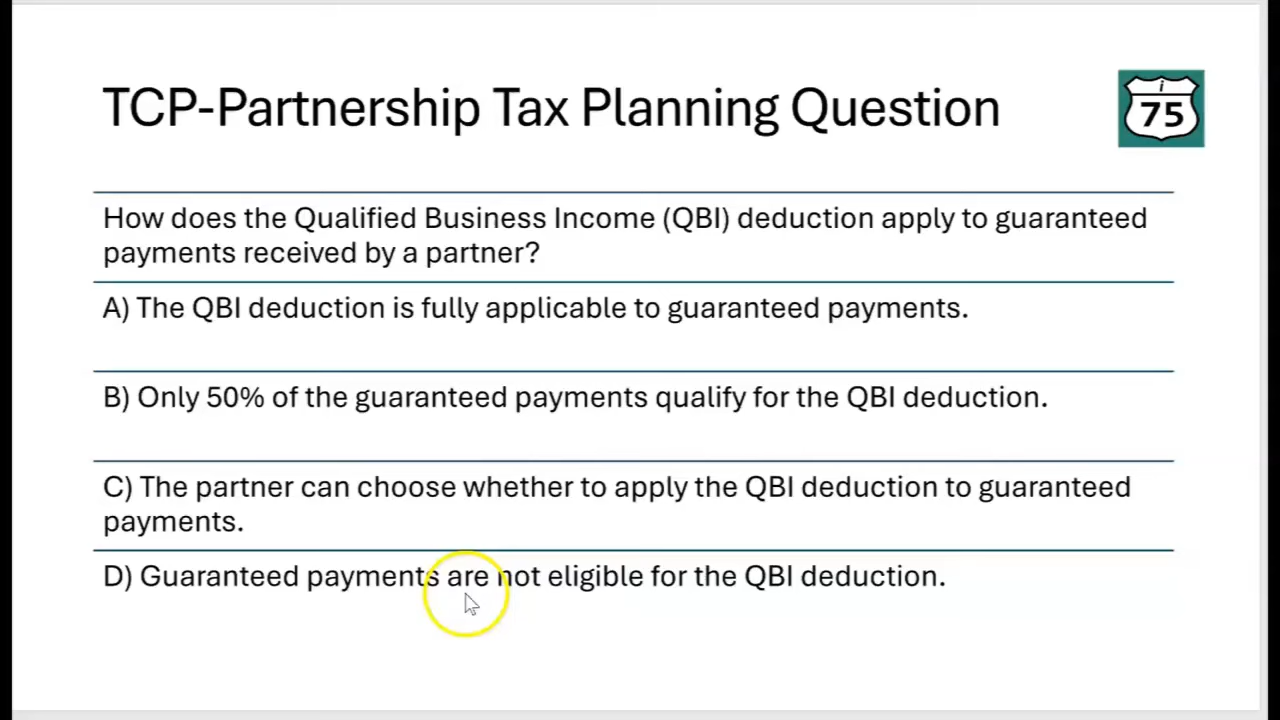 TCP-Partnership Tax Planning Question
i
75
How does the Qualified Business Income (QBI) deduction apply to guaranteed
payments received by a partner?
A) The QBI deduction is fully applicable to guaranteed payments.
B) Only 50% of the guaranteed payments qualify for the QBI deduction.
C) The partner can choose whether to apply the QBI deduction to guaranteed
payments.
D) Guaranteed payments are not eligible for the QBI deduction.